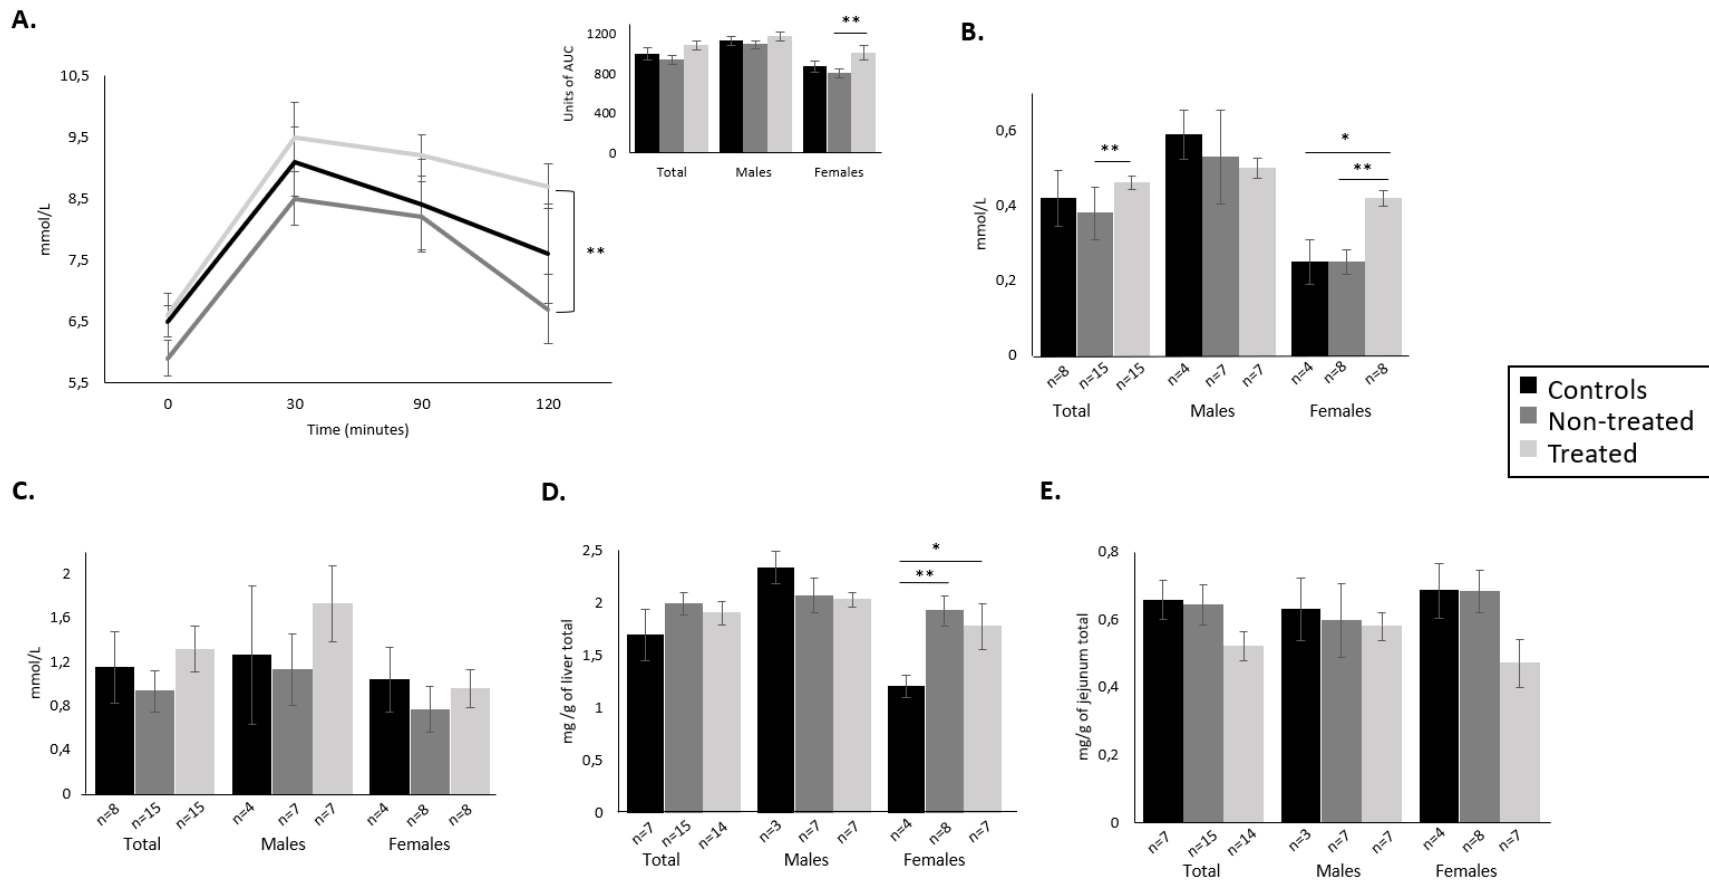 A.
10,5
9,5
8,5
7,5
6,5
5,5
mmol/L
0 30 90 120
Time (minutes)
**
1200
800
400
0
Units of AUC
**
Total Males Females
B.
0,6
0,4
0,2
0
mmol/L
**
*
**
n=8 n=15 n=15 n=4 n=7 n=7 n=4 n=8 n=8
Total Males Females
Controls
Non-treated
Treated
C.
2
1,6
1,2
0,8
0,4
0
mmol/L
n=8 n=15 n=15 n=4 n=7 n=7 n=4 n=8 n=8
Total Males Females
D.
2,5
2
1,5
1
0,5
0
mg /g of liver total
*
**
n=7 n=15 n=14 n=3 n=7 n=7 n=4 n=8 n=7
Total Males Females
E.
0,8
0,6
0,4
0,2
0
mg/g of jejunum total
n=7 n=15 n=14 n=3 n=7 n=7 n=4 n=8 n=7
Total Males Females